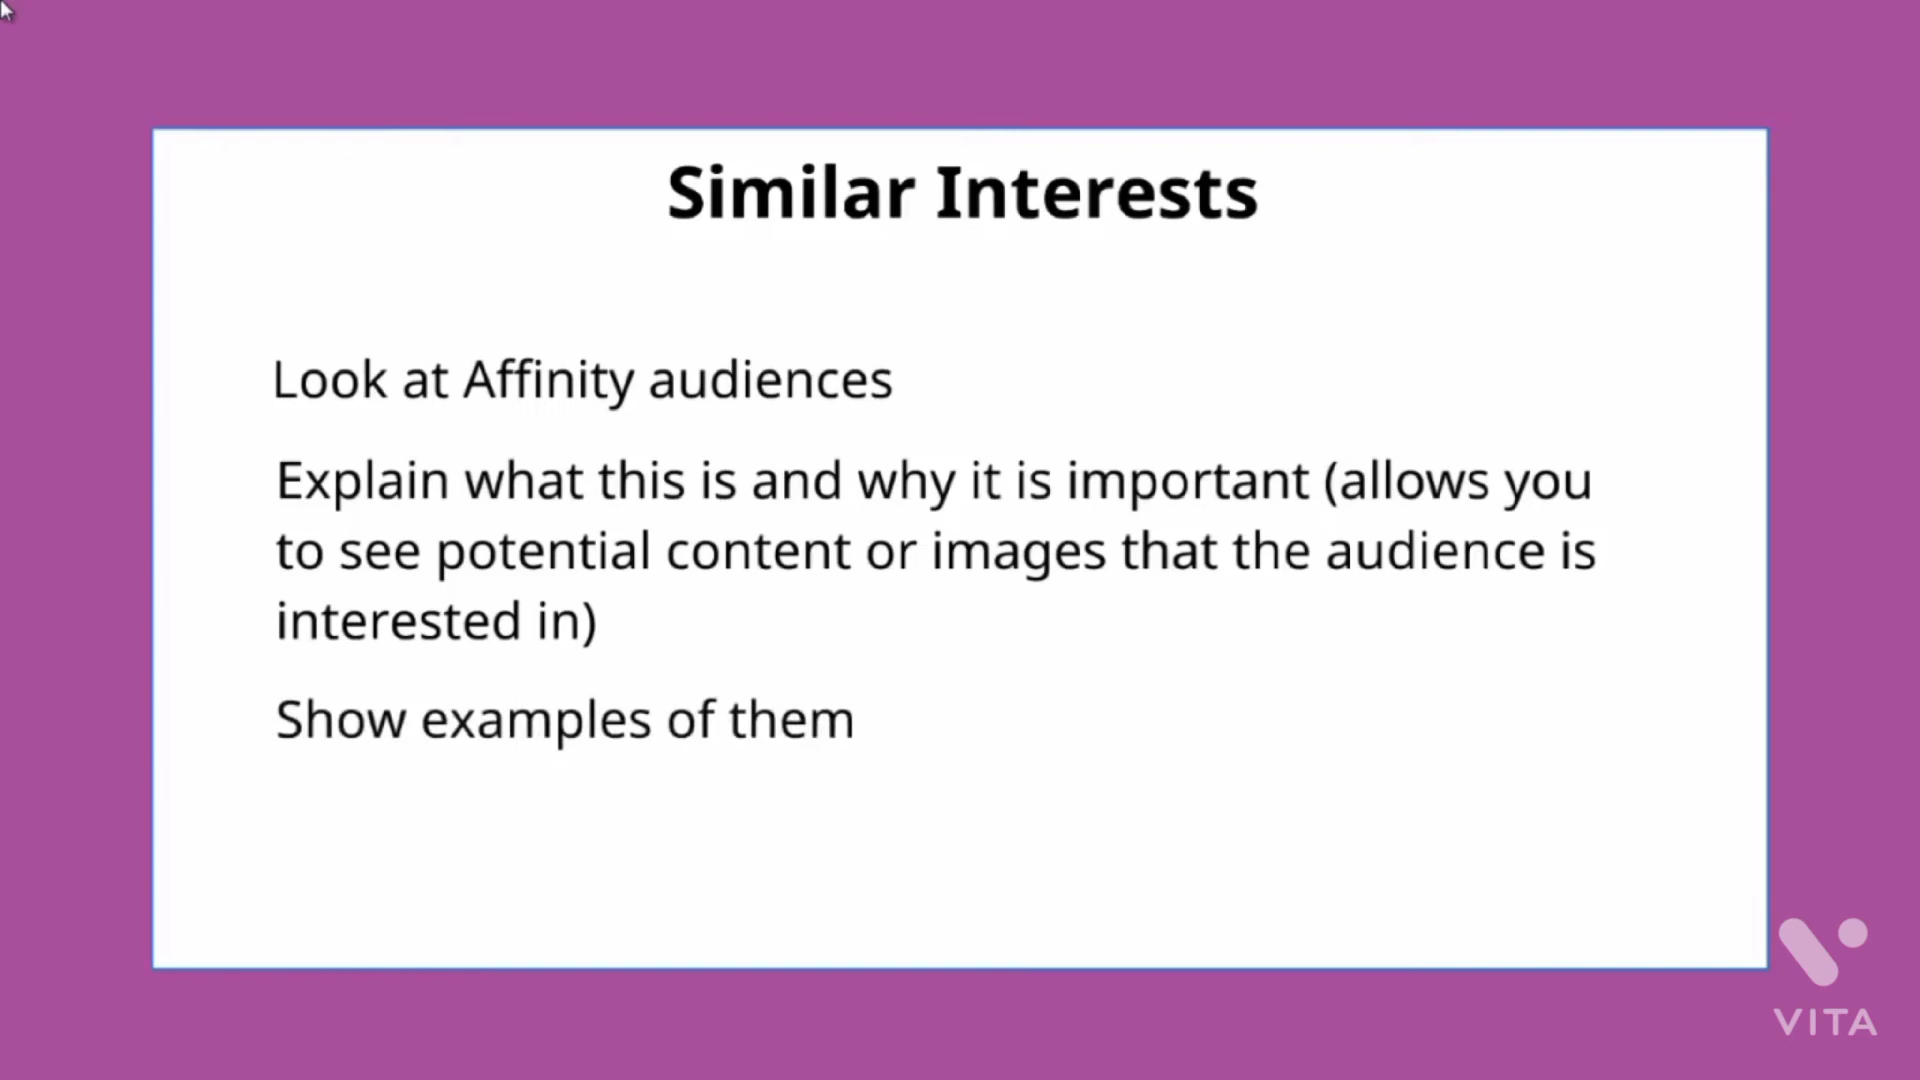 Similar Interests
Look at Affinity audiences
Explain what this is and why it is important (allows you
to see potential content or images that the audience is
interested in)
Show examples of them
VITA